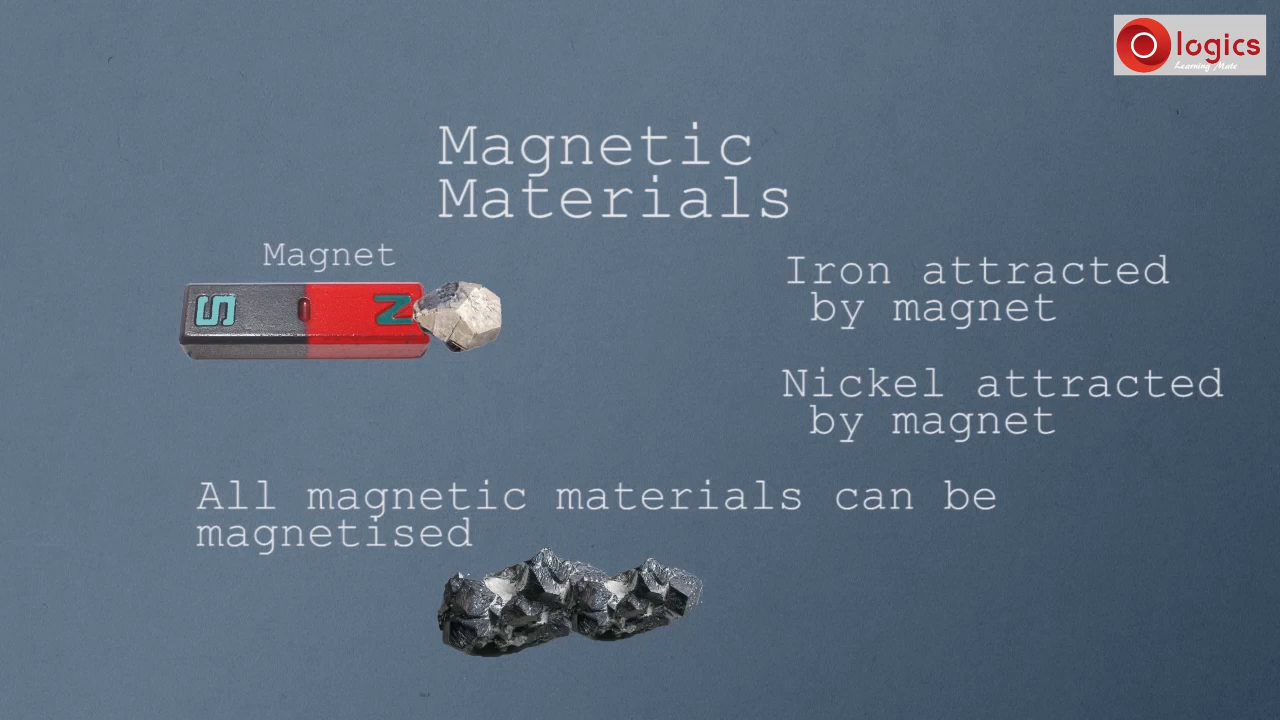 Ologics
Learning Mate
Magnetic
Materials
Magnet
S
N
Iron attracted
by magnet
Nickel attracted
by magnet
All magnetic materials can be
magnetised